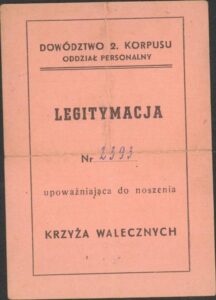 DOWÓDZTWO 2. KORPUSU
ODDZIAŁ PERSONALNY
LEGITYMACJA
Nr 2393
upoważniająca do noszenia
KRZYŻA WALECZNYCH